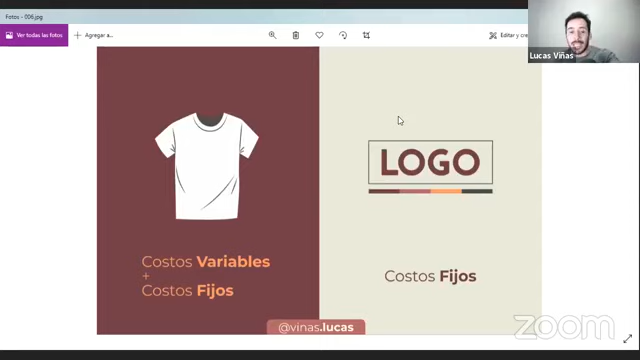 Fotos - 006.jpg
Ver todas las fotos
Agregar a...
Editar y cre
Lucas Viñas
LOGO
Costos Variables
+
Costos Fijos
Costos Fijos
@vinas.lucas
zoom